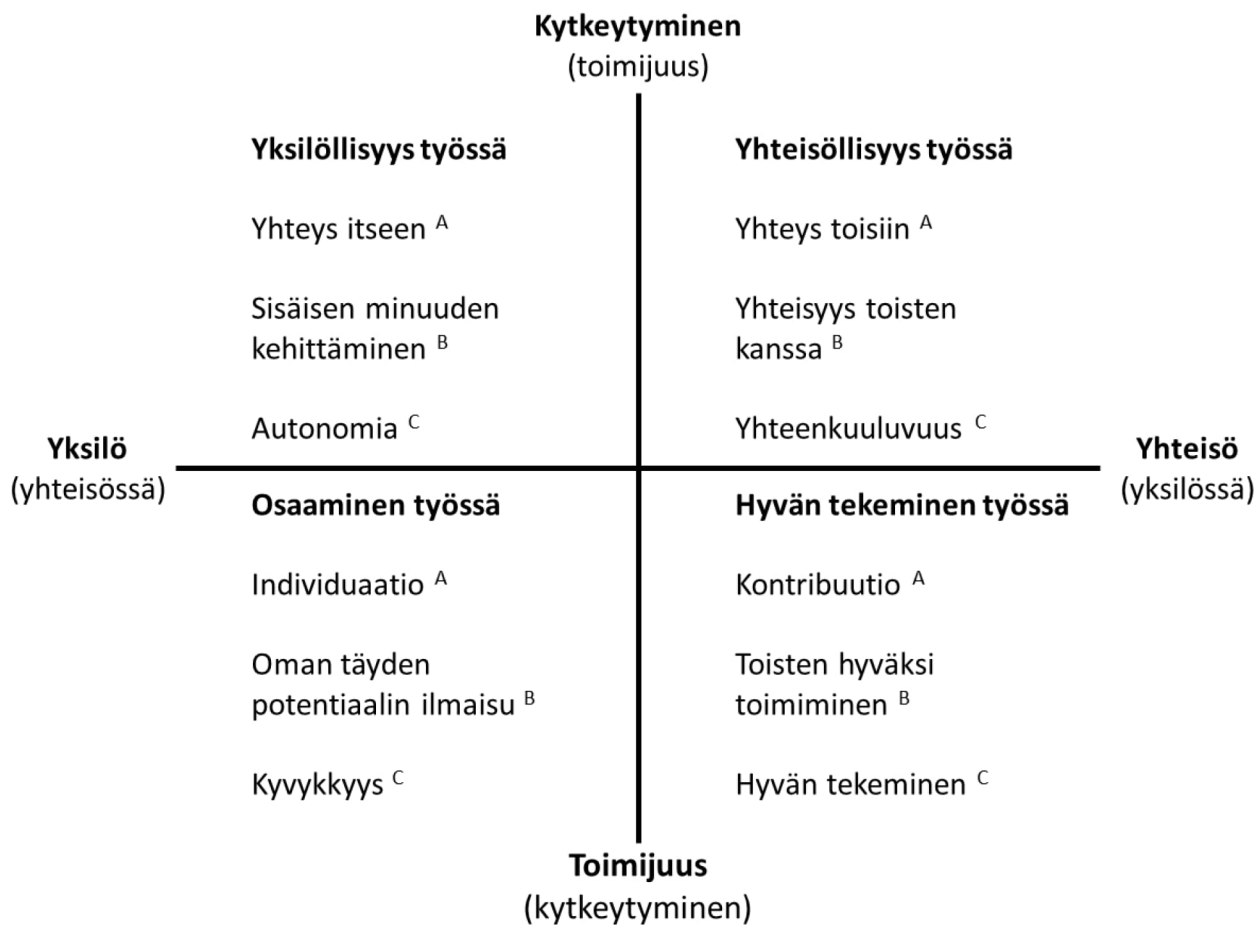 Kytkeytyminen
(toimijuus)
Yksilöllisyys työssä
Yhteys itseen A
Sisäisen minuuden
kehittäminen B
Autonomia C
Yhteisöllisyys työssä
Yhteys toisiin A
Yhteisyys toisten
kanssa B
Yhteenkuuluvuus C
Yksilö
(yhteisössä)
Yhteisö
(yksilössä)
Osaaminen työssä
Individuaatio A
Oman täyden
potentiaalin ilmaisu B
Kyvykkyys C
Hyvän tekeminen työssä
Kontribuutio A
Toisten hyväksi
toimiminen B
Hyvän tekeminen C
Toimijuus
(kytkeytyminen)